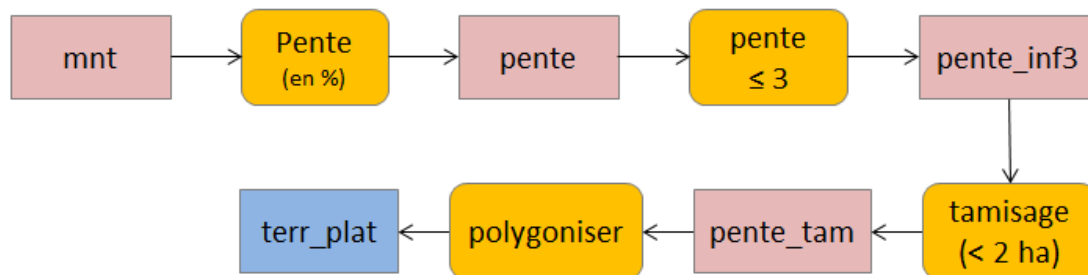 mnt
Pente
(en %)
pente
pente
≤ 3
pente_inf3
tamisage
(< 2 ha)
pente_tam
polygoniser
terr_plat